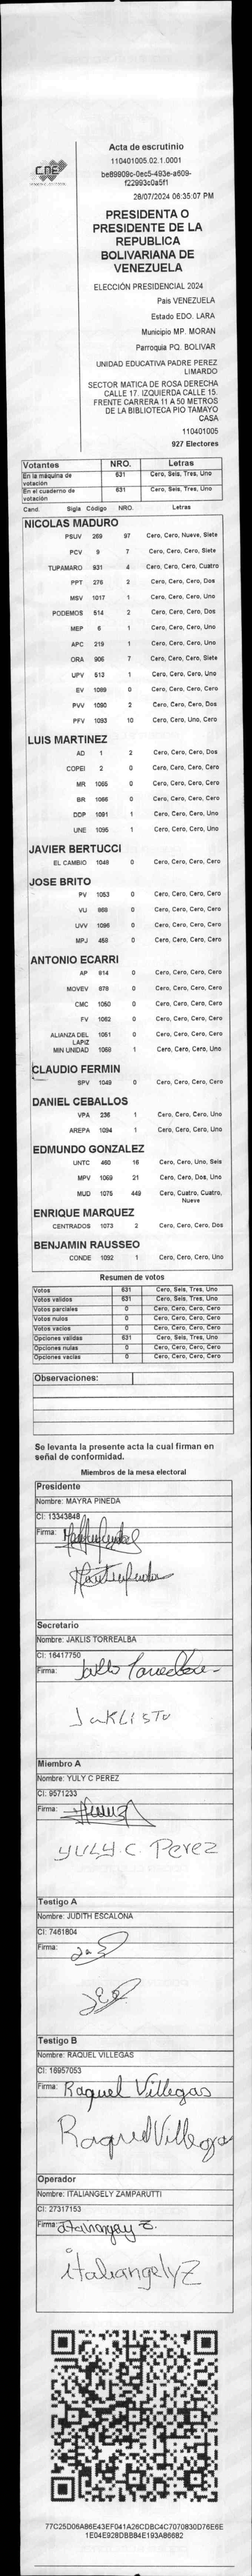 CNE
Acta de escrutinio
110401005.02.1.0001
be89909c-0ec5-493e-a609-
f22993c0a5f1
28/07/2024 06:35:07 PM
PRESIDENTA O
PRESIDENTE DE LA
REPUBLICA
BOLIVARIANA DE
VENEZUELA
ELECCIÓN PRESIDENCIAL 2024
Pais VENEZUELA
Estado EDO. LARA
Municipio MP. MORAN
Parroquia PQ. BOLIVAR
UNIDAD EDUCATIVA PADRE PEREZ
LIMARDO
SECTOR MATICA DE ROSA DERECHA
CALLE 17. IZQUIERDA CALLE 15.
FRENTE CARRERA 11 A 50 METROS
DE LA BIBLIOTECA PIO TAMAYO
CASA
110401005
927 Electores
Votantes NRO. Letras
En la máquina de votación 631 Cero, Seis, Tres, Uno
En el cuaderno de votación 631 Cero, Seis, Tres, Uno
Cand. Sigla Código NRO. Letras
NICOLAS MADURO
PSUV 269 97 Cero, Cero, Nueve, Siete
PCV 9 7 Cero, Cero, Cero, Siete
TUPAMARO 931 4 Cero, Cero, Cero, Cuatro
PPT 276 2 Cero, Cero, Cero, Dos
MSV 1017 1 Cero, Cero, Cero, Uno
PODEMOS 514 2 Cero, Cero, Cero, Dos
MEP 6 1 Cero, Cero, Cero, Uno
APC 219 1 Cero, Cero, Cero, Uno
ORA 906 7 Cero, Cero, Cero, Siete
UPV 513 1 Cero, Cero, Cero, Uno
EV 1089 0 Cero, Cero, Cero, Cero
PVV 1090 2 Cero, Cero, Cero, Dos
PFV 1093 10 Cero, Cero, Uno, Cero
LUIS MARTINEZ
AD 1 2 Cero, Cero, Cero, Dos
COPEI 2 0 Cero, Cero, Cero, Cero
MR 1065 0 Cero, Cero, Cero, Cero
BR 1066 0 Cero, Cero, Cero, Cero
DDP 1091 1 Cero, Cero, Cero, Uno
UNE 1095 1 Cero, Cero, Cero, Uno
JAVIER BERTUCCI
EL CAMBIO 1048 0 Cero, Cero, Cero, Cero
JOSE BRITO
PV 1053 0 Cero, Cero, Cero, Cero
VU 868 0 Cero, Cero, Cero, Cero
UVV 1096 0 Cero, Cero, Cero, Cero
MPJ 458 0 Cero, Cero, Cero, Cero
ANTONIO ECARRI
AP 814 0 Cero, Cero, Cero, Cero
MOVEV 878 0 Cero, Cero, Cero, Cero
CMC 1050 0 Cero, Cero, Cero, Cero
FV 1062 0 Cero, Cero, Cero, Cero
ALIANZA DEL LAPIZ 1061 0 Cero, Cero, Cero, Cero
MIN UNIDAD 1068 1 Cero, Cero, Cero, Uno
CLAUDIO FERMIN
SPV 1049 0 Cero, Cero, Cero, Cero
DANIEL CEBALLOS
VPA 236 1 Cero, Cero, Cero, Uno
AREPA 1094 1 Cero, Cero, Cero, Uno
EDMUNDO GONZALEZ
UNTC 460 16 Cero, Cero, Uno, Seis
MPV 1069 21 Cero, Cero, Dos, Uno
MUD 1075 449 Cero, Cuatro, Cuatro,
Nueve
ENRIQUE MARQUEZ
CENTRADOS 1073 2 Cero, Cero, Cero, Dos
BENJAMIN RAUSSEO
CONDE 1092 1 Cero, Cero, Cero, Uno
Resumen de votos
Votos 631 Cero, Seis, Tres, Uno
Votos validos 631 Cero, Seis, Tres, Uno
Votos parciales 0 Cero, Cero, Cero, Cero
Votos nulos 0 Cero, Cero, Cero, Cero
Votos vacíos 0 Cero, Cero, Cero, Cero
Opciones validas 631 Cero, Seis, Tres, Uno
Opciones nulas 0 Cero, Cero, Cero, Cero
Opciones vacias 0 Cero, Cero, Cero, Cero
Observaciones:
Se levanta la presente acta la cual firman en
señal de conformidad.
Miembros de la mesa electoral
Presidente
Nombre: MAYRA PINEDA
CI: 13343848
Firma:
Secretario
Nombre: JAKLIS TORREALBA
CI: 16417750
Firma:
JaKLISTo
Miembro A
Nombre: YULY C PEREZ
CI: 9571233
Firma:
YULY. C. Perez
Testigo A
Nombre: JUDITH ESCALONA
CI: 7461804
Firma:
Testigo B
Nombre: RAQUEL VILLEGAS
CI: 16957053
Firma: Raquel Villegas
Raquel Villegas
Operador
Nombre: ITALIANGELY ZAMPARUTTI
CI: 27317153
Firma:
italiangely Z
77C25D06A86E43EF041A26CDBC4C7070830D76E6E
1E04E928DBB84E193A86682